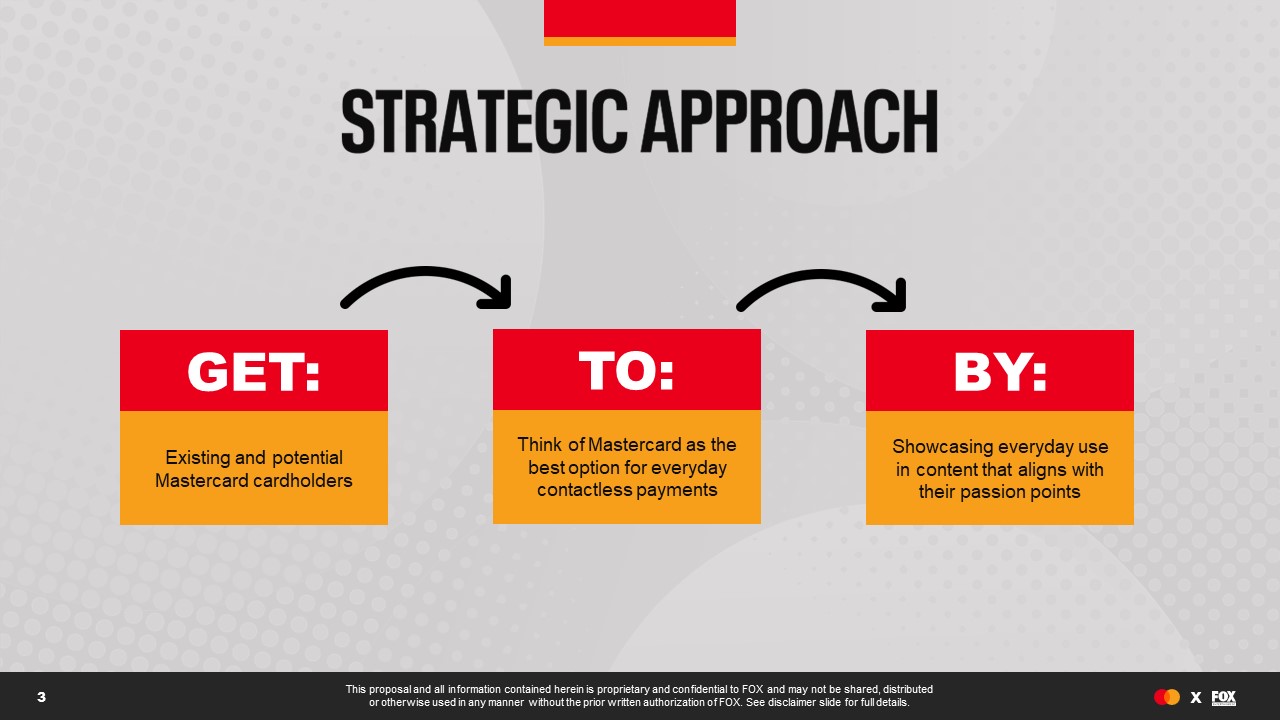 STRATEGIC APPROACH
GET:
Existing and potential
Mastercard cardholders
TO:
Think of Mastercard as the
best option for everyday
contactless payments
BY:
Showcasing everyday use
in content that aligns with
their passion points
3
This proposal and all information contained herein is proprietary and confidential to FOX and may not be shared, distributed
or otherwise used in any manner without the prior written authorization of FOX. See disclaimer slide for full details.
X
FOX